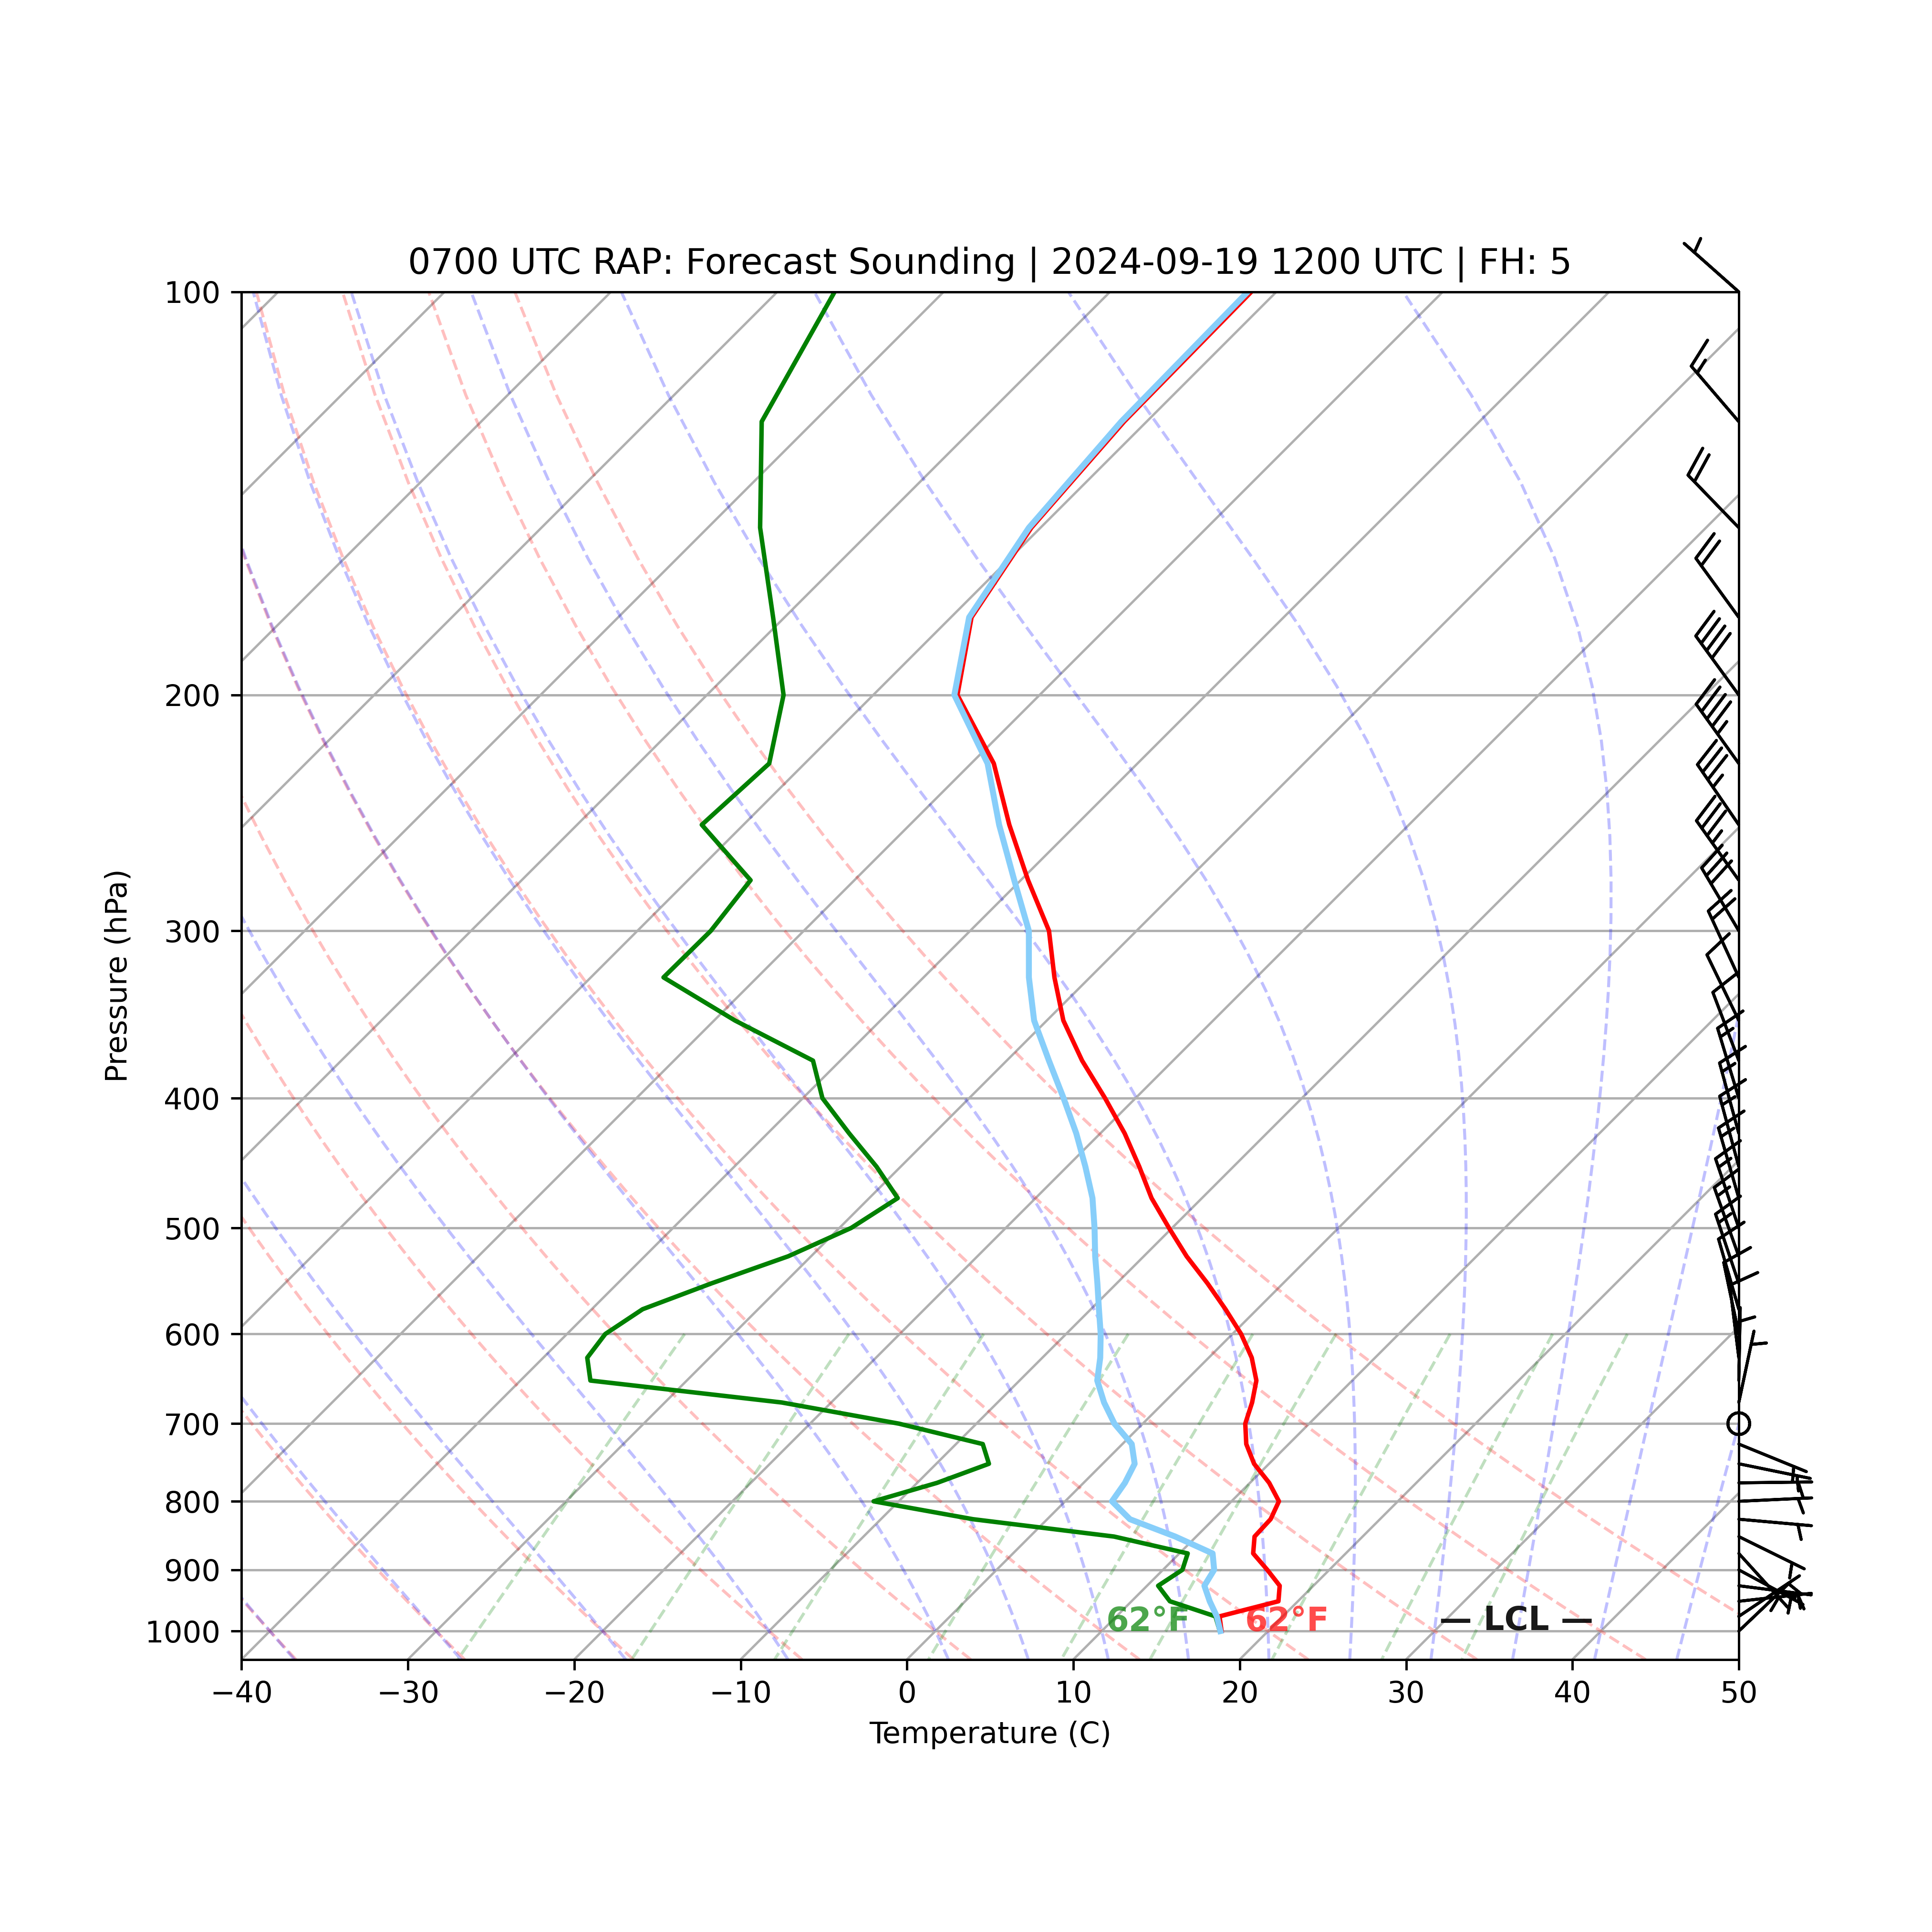 0700 UTC RAP: Forecast Sounding | 2024-09-19 1200 UTC | FH: 5
100
200
300
400
500
600
700
800
900
1000
Pressure (hPa)
62°F 62°F — LCL —
−40 −30 −20 −10 0 10 20 30 40 50
Temperature (C)